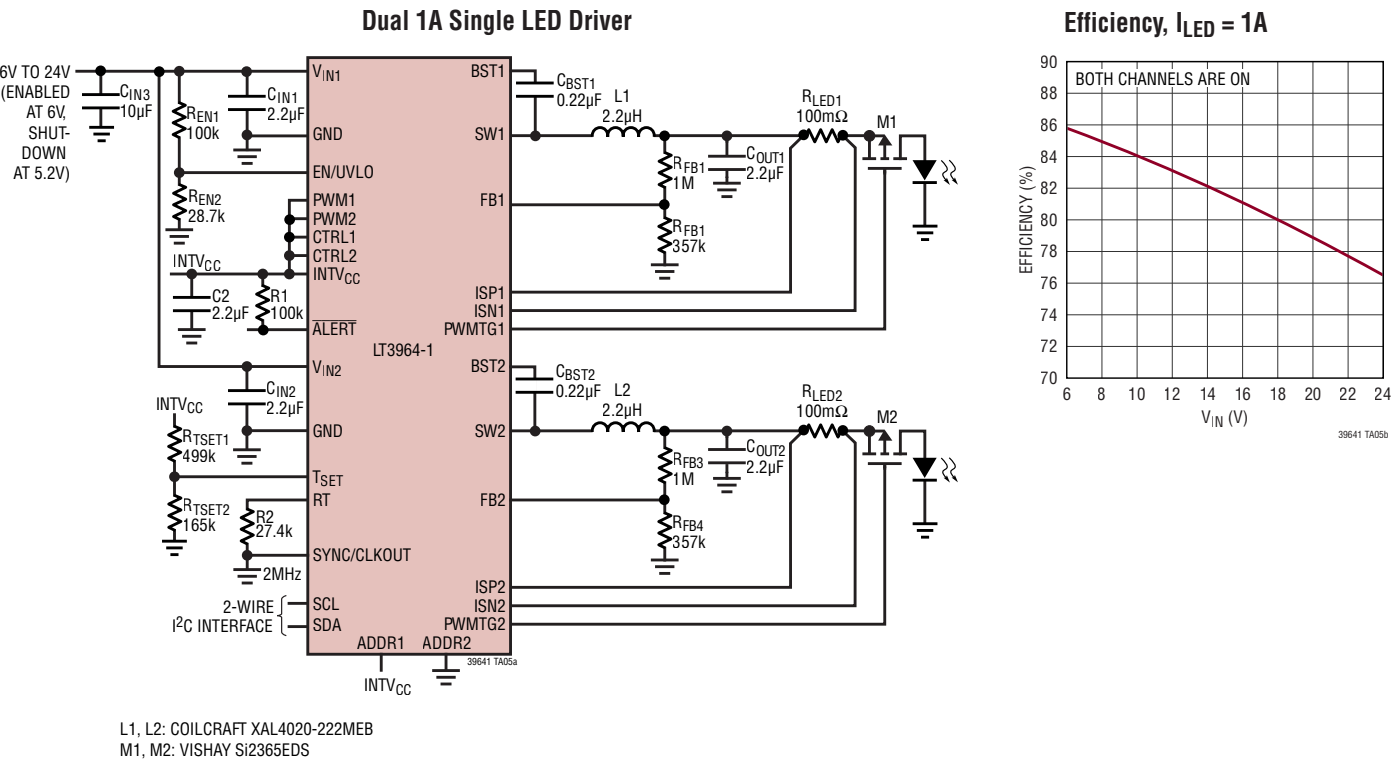 Dual 1A Single LED Driver
6V TO 24V
(ENABLED
AT 6V,
SHUT-
DOWN
AT 5.2V)
CIN3
10µF
REN1
100k
CIN1
2.2µF
REN2
28.7k
INTVCC
C2
2.2µF
R1
100k
CIN2
2.2µF
INTVCC
RTSET1
499k
RTSET2
165k
R2
27.4k
2MHz
2-WIRE
I²C INTERFACE
VIN1
GND
EN/UVLO
PWM1
PWM2
CTRL1
CTRL2
INTVCC
ALERT
VIN2
GND
TSET
RT
SYNC/CLKOUT
SCL
SDA
ADDR1
ADDR2
INTVCC
LT3964-1
BST1
SW1
FB1
ISP1
ISN1
PWMTG1
BST2
SW2
FB2
ISP2
ISN2
PWMTG2
39641 TA05a
CBST1
0.22µF
L1
2.2µH
RFB1
1M
RFB1
357k
COUT1
2.2µF
RLED1
100mΩ
M1
CBST2
0.22µF
L2
2.2µH
RFB3
1M
RFB4
357k
COUT2
2.2µF
RLED2
100mΩ
M2
L1, L2: COILCRAFT XAL4020-222MEB
M1, M2: VISHAY Si2365EDS
Efficiency, ILED = 1A
BOTH CHANNELS ARE ON
EFFICIENCY (%)
90
88
86
84
82
80
78
76
74
72
70
6 8 10 12 14 16 18 20 22 24
VIN (V)
39641 TA05b